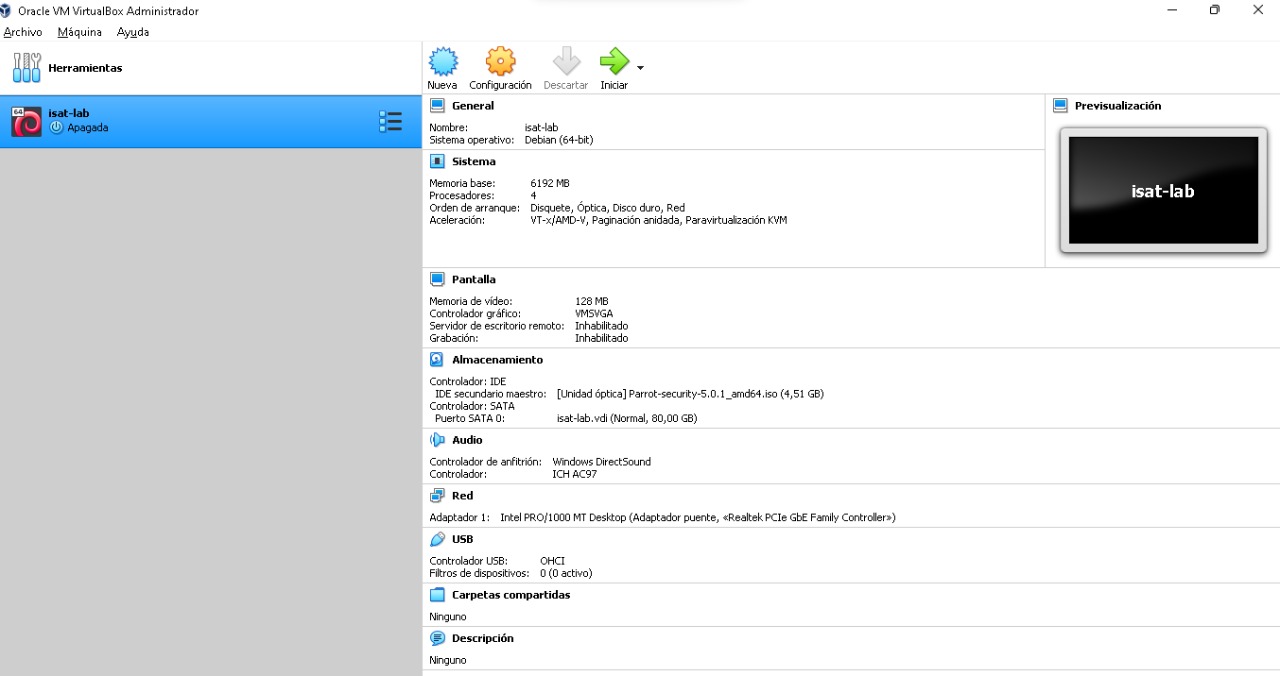 Oracle VM VirtualBox Administrador
Archivo Máquina Ayuda
Herramientas
64
isat-lab
Apagada
Nueva Configuración Descartar Iniciar
General
Nombre: isat-lab
Sistema operativo: Debian (64-bit)
Sistema
Memoria base: 6192 MB
Procesadores: 4
Orden de arranque: Disquete, Óptica, Disco duro, Red
Aceleración: VT-x/AMD-V, Paginación anidada, Paravirtualización KVM
Previsualización
isat-lab
Pantalla
Memoria de vídeo: 128 MB
Controlador gráfico: VMSVGA
Servidor de escritorio remoto: Inhabilitado
Grabación: Inhabilitado
Almacenamiento
Controlador: IDE
IDE secundario maestro: [Unidad óptica] Parrot-security-5.0.1_amd64.iso (4,51 GB)
Controlador: SATA
Puerto SATA 0: isat-lab.vdi (Normal, 80,00 GB)
Audio
Controlador de anfitrión: Windows DirectSound
Controlador: ICH AC97
Red
Adaptador 1: Intel PRO/1000 MT Desktop (Adaptador puente, «Realtek PCIe GbE Family Controller»)
USB
Controlador USB: OHCI
Filtros de dispositivos: 0 (0 activo)
Carpetas compartidas
Ninguno
Descripción
Ninguno